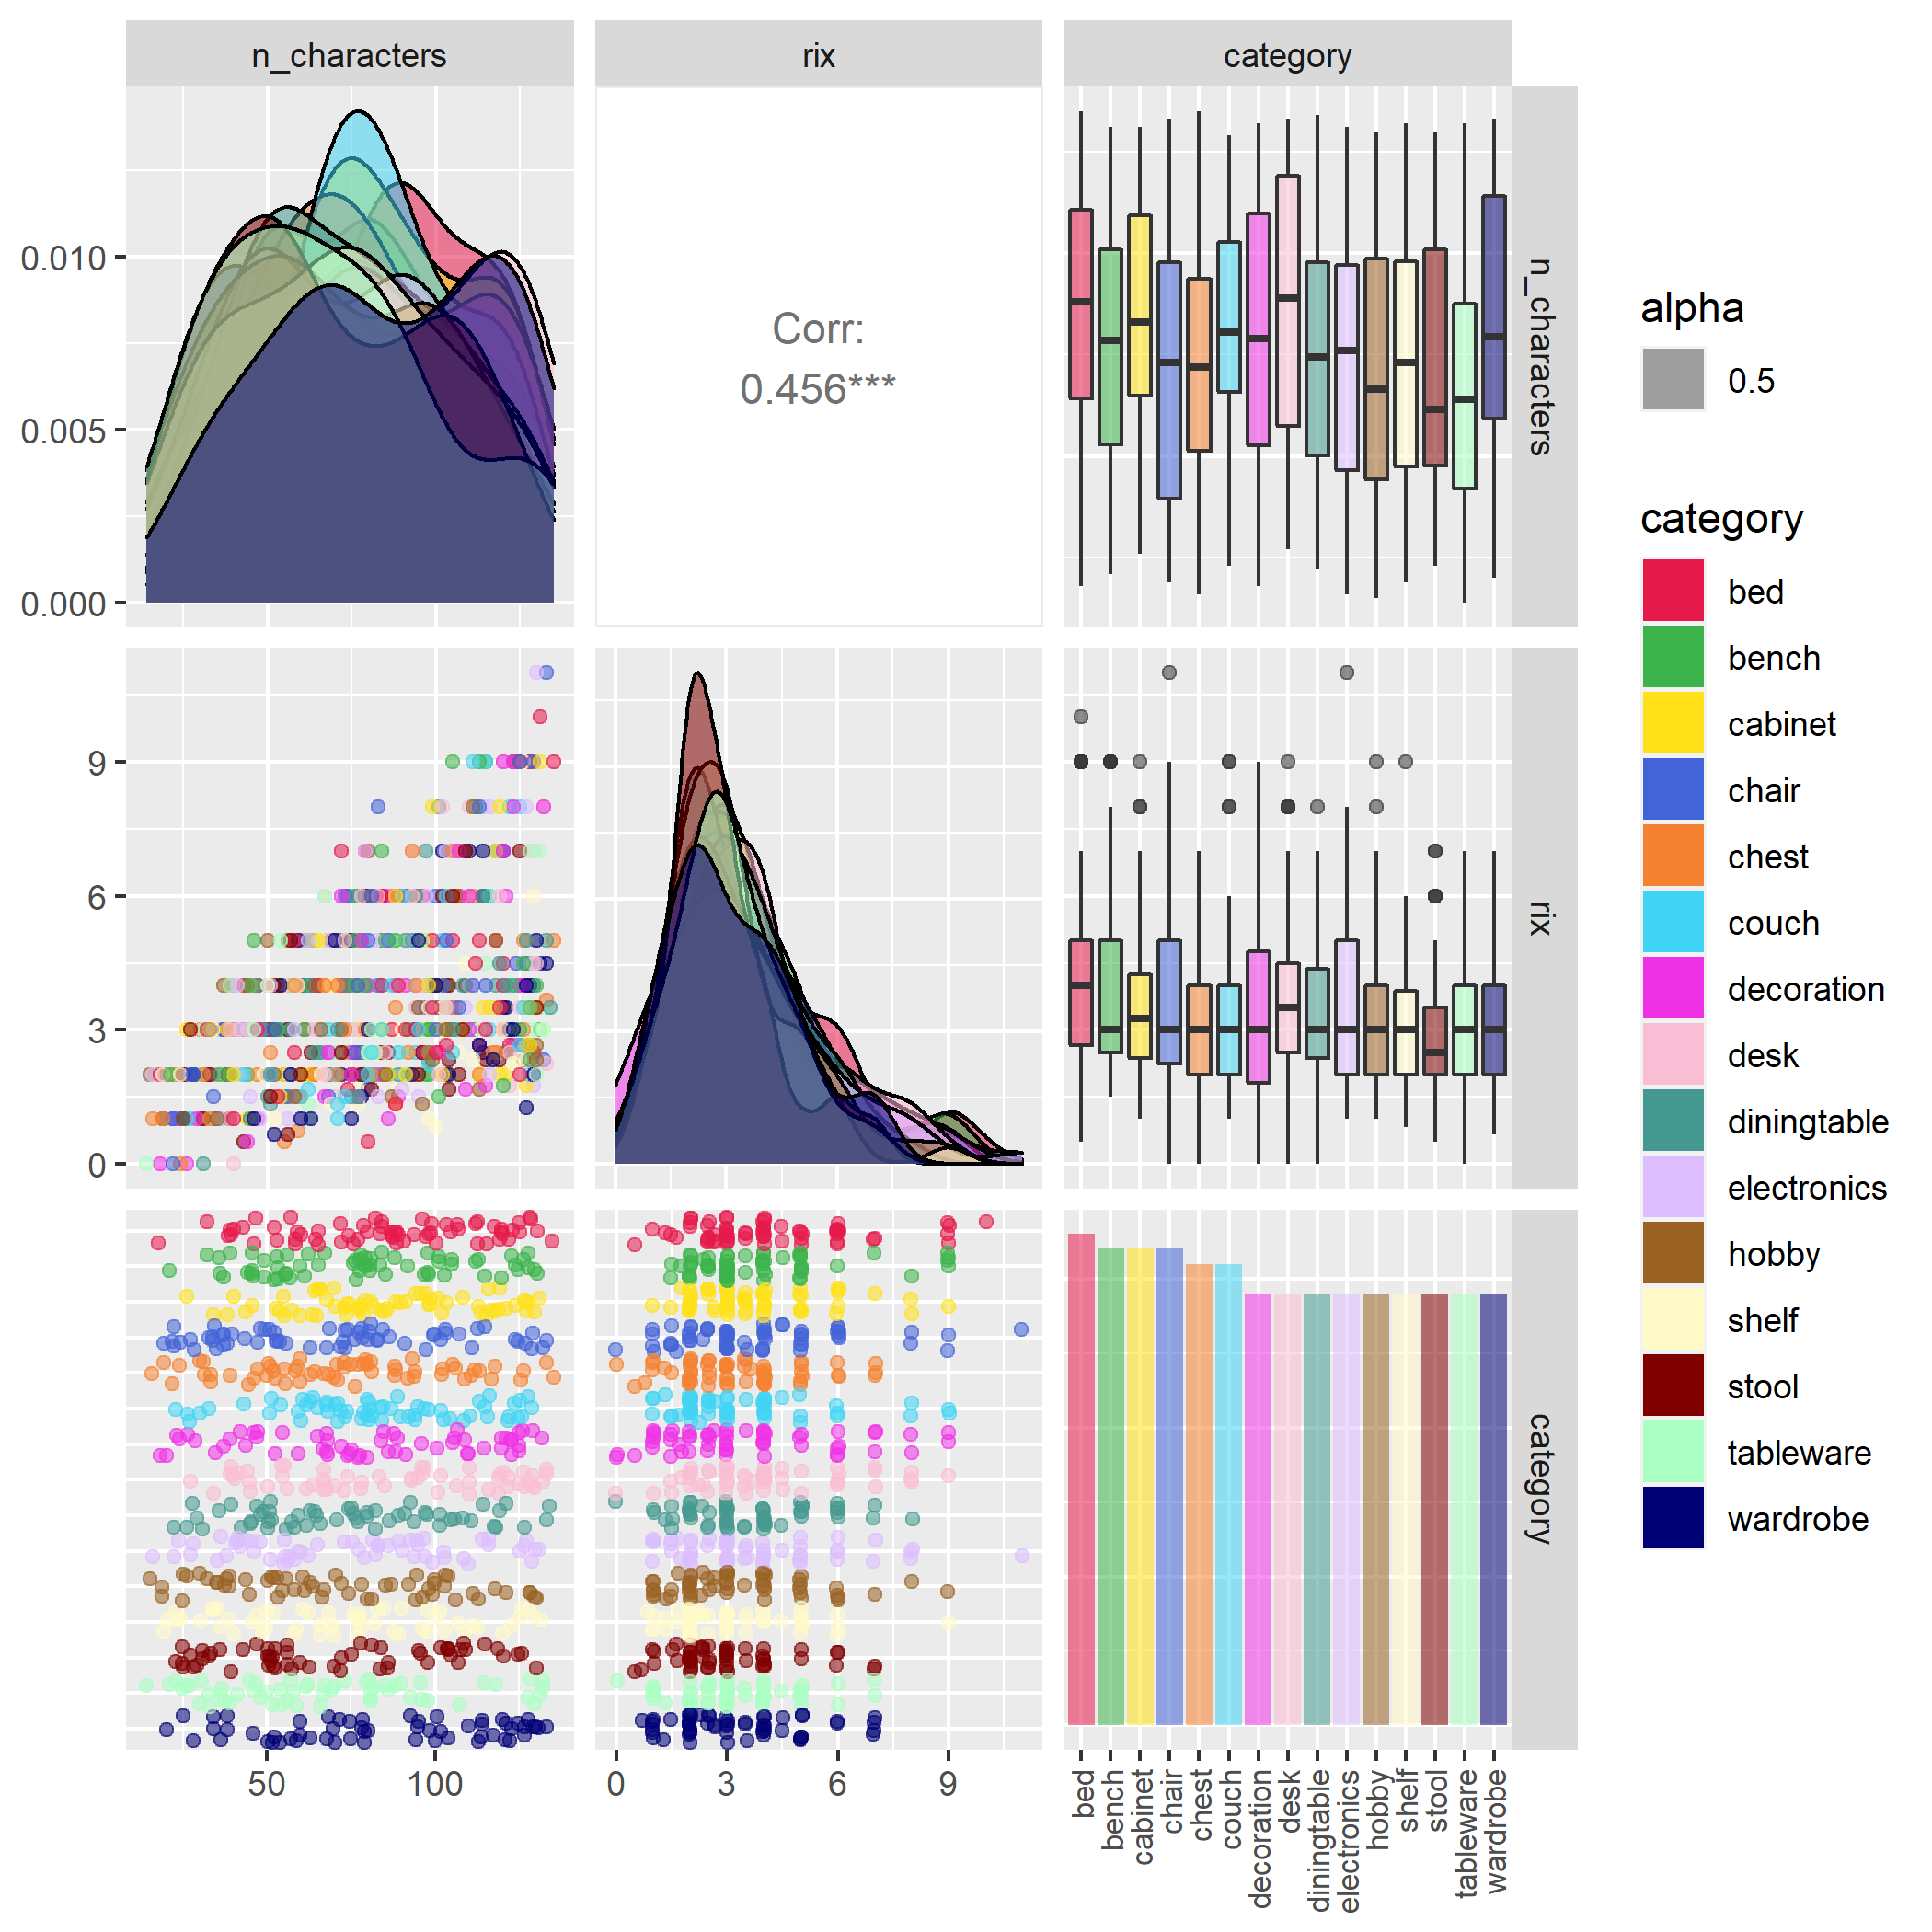 n_characters
rix
category
0.010
0.005
0.000
Corr:
0.456***
n_characters
9
6
3
0
rix
category
50
100
0
3
6
9
bed
bench
cabinet
chair
chest
couch
decoration
desk
diningtable
electronics
hobby
shelf
stool
tableware
wardrobe
alpha
0.5
category
bed
bench
cabinet
chair
chest
couch
decoration
desk
diningtable
electronics
hobby
shelf
stool
tableware
wardrobe